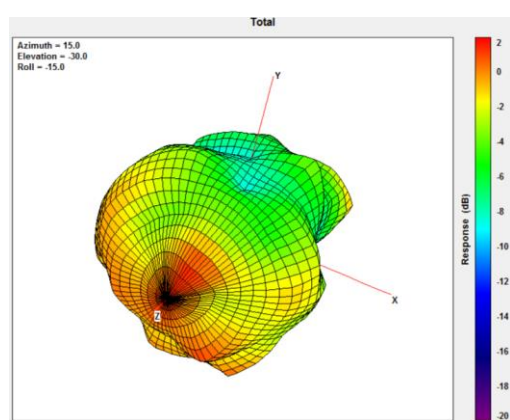 Total
Azimuth = 15.0
Elevation = -30.0
Roll = -15.0
Y
X
Z
2
0
-2
-4
-6
-8
-10
-12
-14
-16
-18
-20
Response (dB)